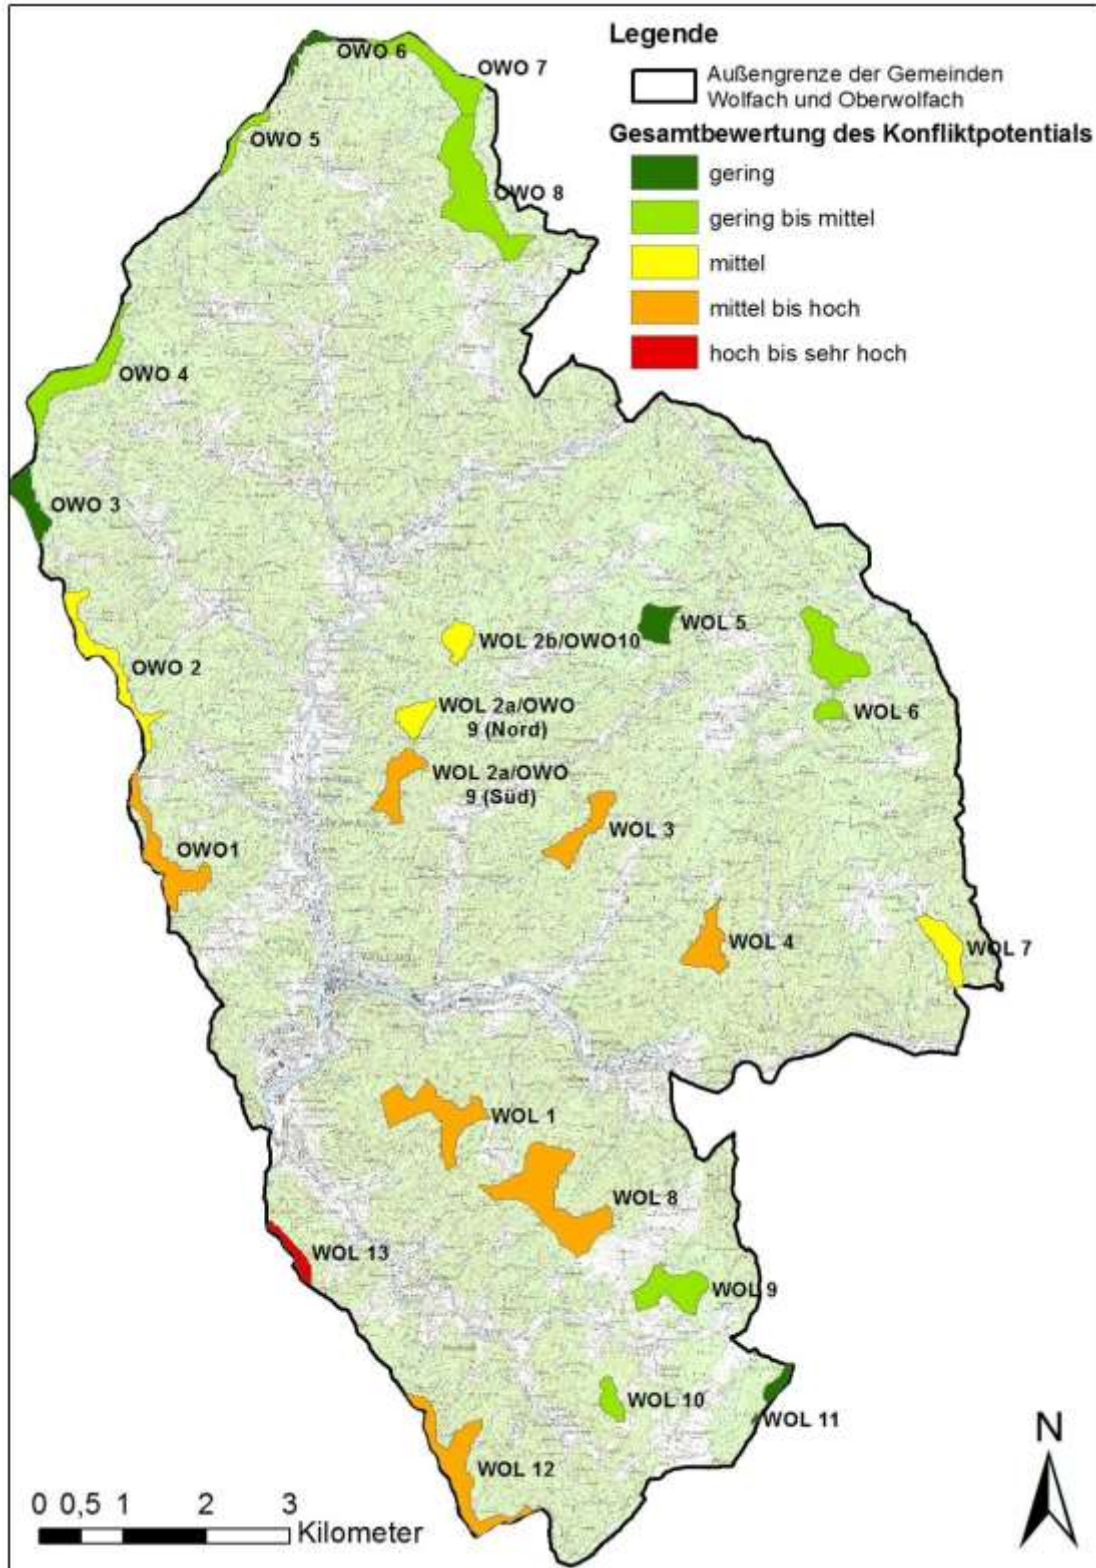 Legende
Außengrenze der Gemeinden
Wolfach und Oberwolfach
Gesamtbewertung des Konfliktpotentials
gering
gering bis mittel
mittel
mittel bis hoch
hoch bis sehr hoch
OWO 6
OWO 7
OWO 5
OWO 8
OWO 4
OWO 3
WOL 5
WOL 2b/OWO10
OWO 2
WOL 2a/OWO
9 (Nord)
WOL 6
WOL 2a/OWO
9 (Süd)
WOL 3
OWO1
WOL 4
WOL 7
WOL 1
WOL 8
WOL 13
WOL 9
WOL 10
WOL 11
WOL 12
N
0 0,5 1 2 3
Kilometer